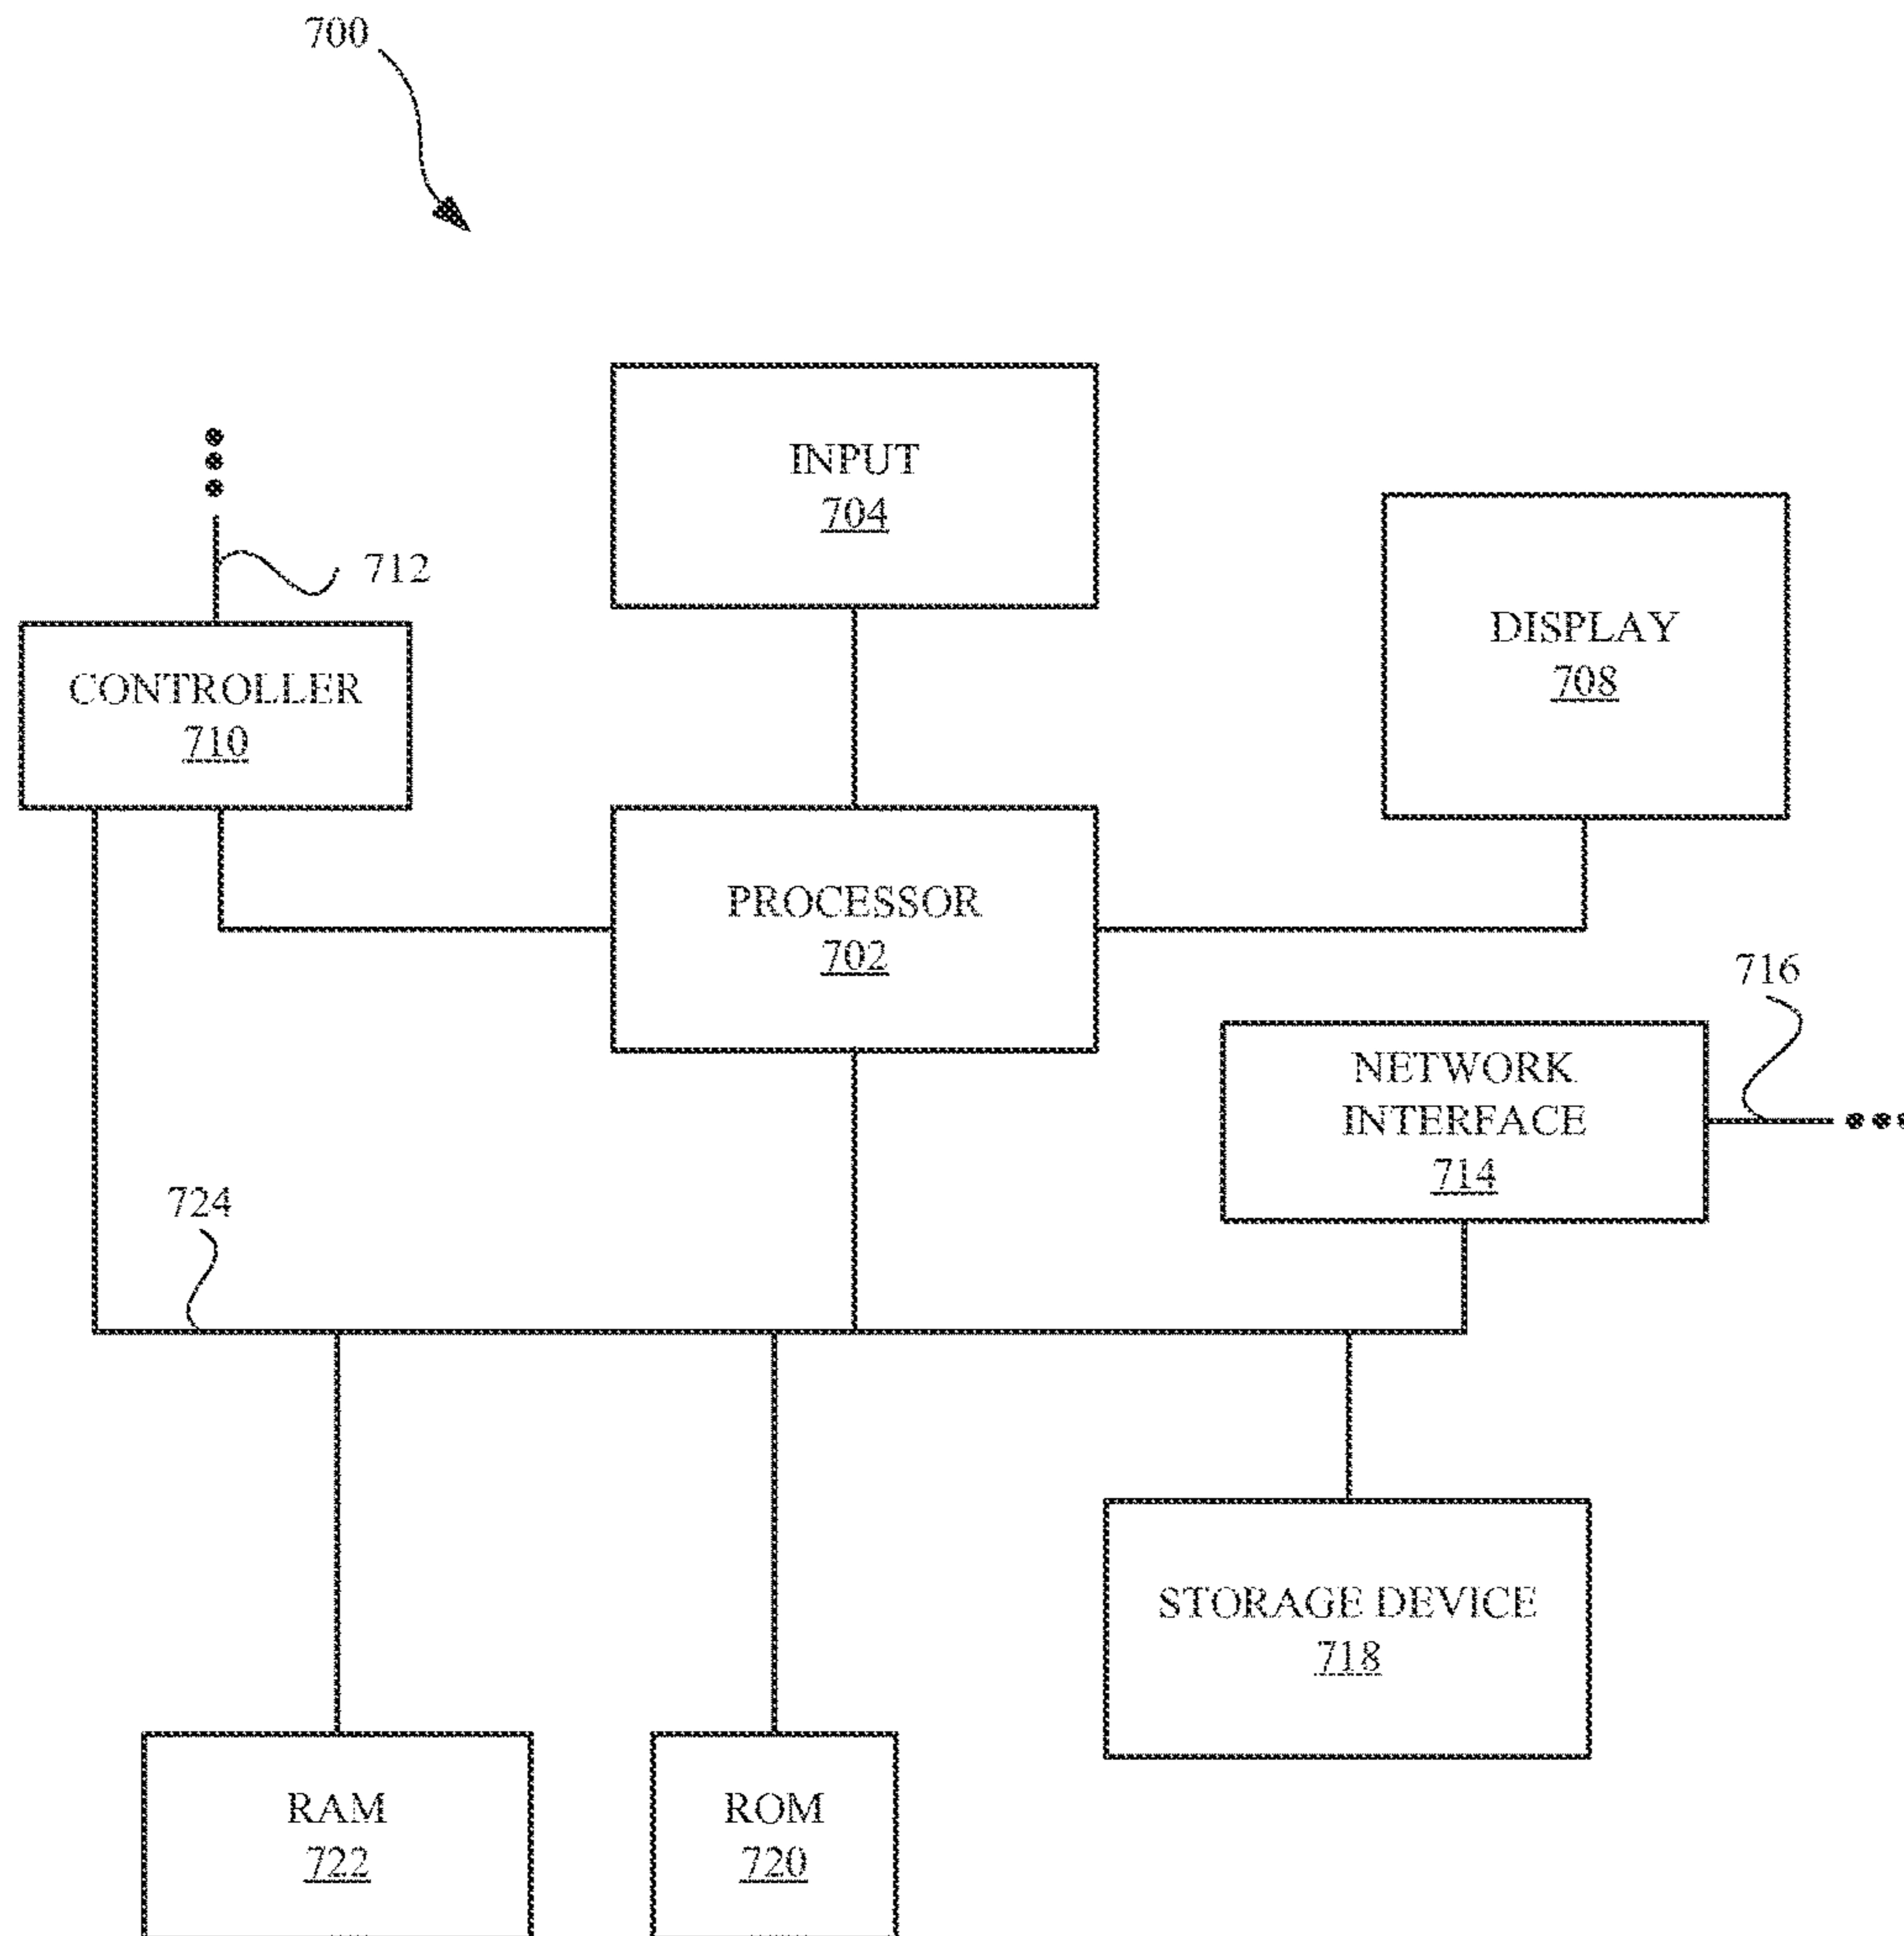 700
INPUT
704
712
DISPLAY
708
CONTROLLER
710
PROCESSOR
702
716
NETWORK
INTERFACE
714
724
STORAGE DEVICE
718
RAM
722
ROM
720